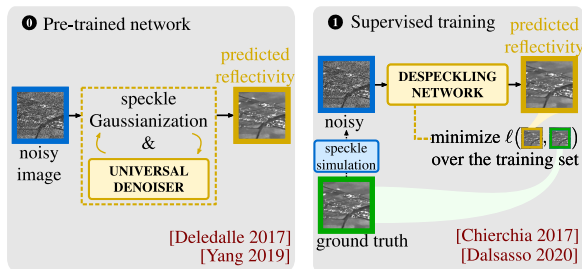 0 Pre-trained network
predicted
reflectivity
speckle
Gaussianization
&
UNIVERSAL
DENOISER
noisy
image
[Deledalle 2017]
[Yang 2019]
1 Supervised training
predicted
reflectivity
DESPECKLING
NETWORK
noisy
minimize ℓ( , )
over the training set
speckle
simulation
ground truth
[Chierchia 2017]
[Dalsasso 2020]